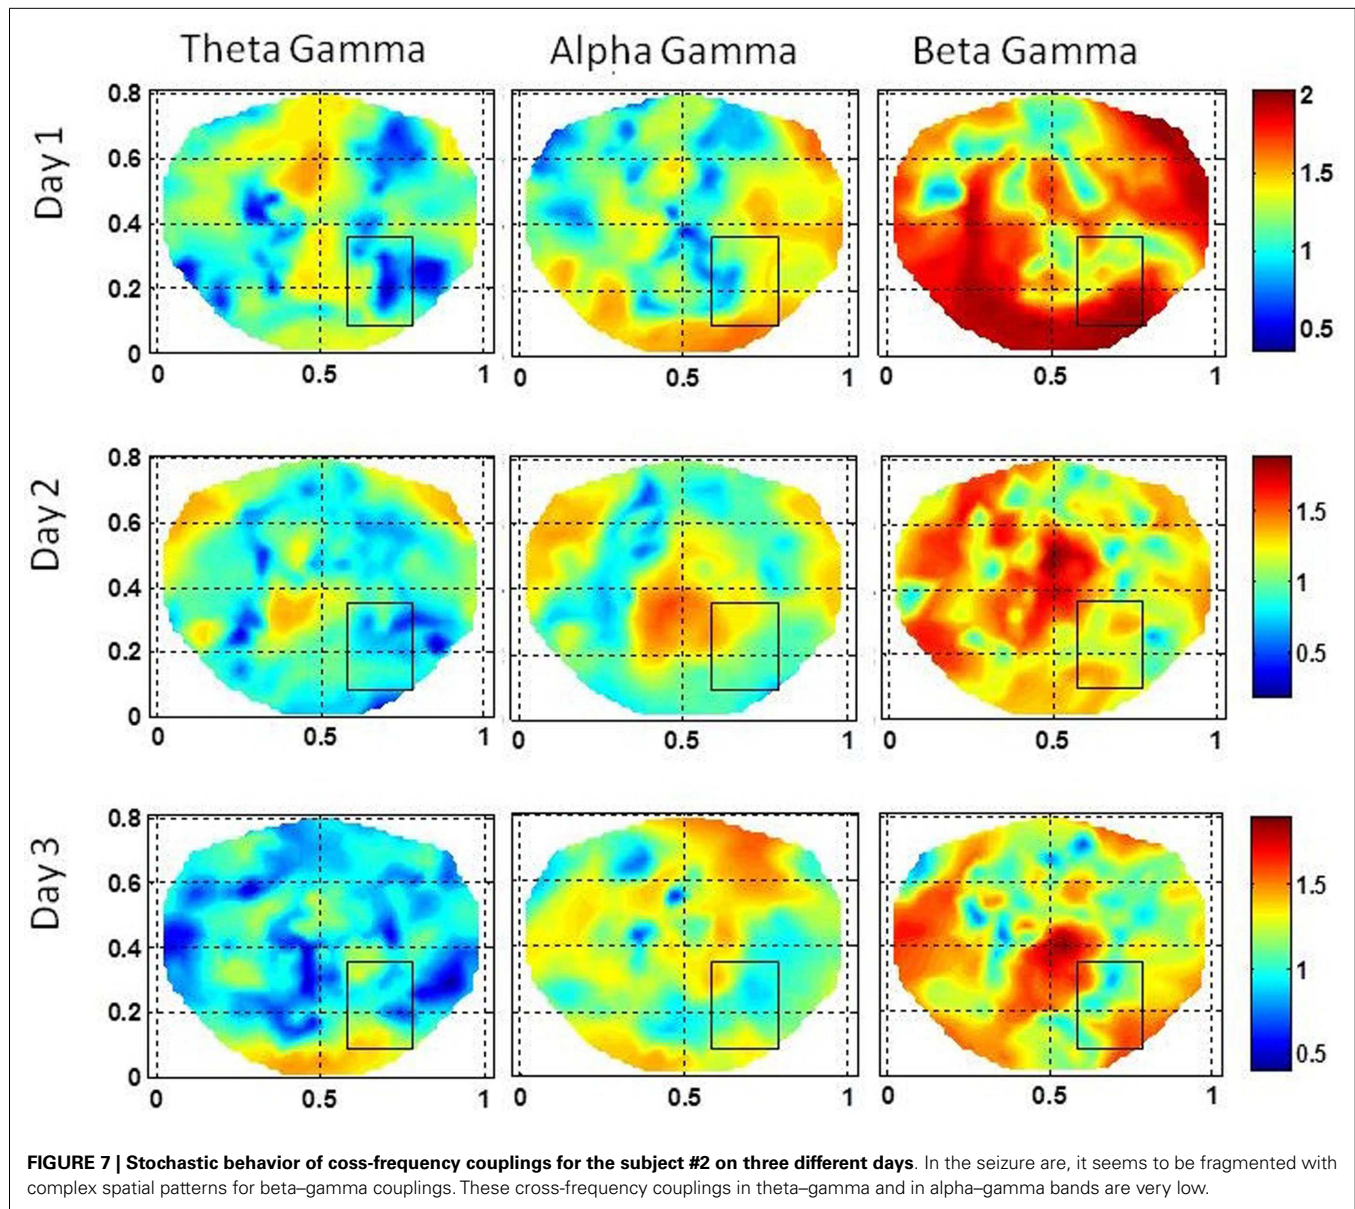 Theta Gamma Alpha Gamma Beta Gamma
Day 1
0.8
0.6
0.4
0.2
0
0 0.5 1
0 0.5 1
0 0.5 1
2
1.5
1
0.5
Day 2
0.8
0.6
0.4
0.2
0
0 0.5 1
0 0.5 1
0 0.5 1
1.5
1
0.5
Day 3
0.8
0.6
0.4
0.2
0
0 0.5 1
0 0.5 1
0 0.5 1
1.5
1
0.5
FIGURE 7 | Stochastic behavior of coss-frequency couplings for the subject #2 on three different days. In the seizure are, it seems to be fragmented with
complex spatial patterns for beta–gamma couplings. These cross-frequency couplings in theta–gamma and in alpha–gamma bands are very low.